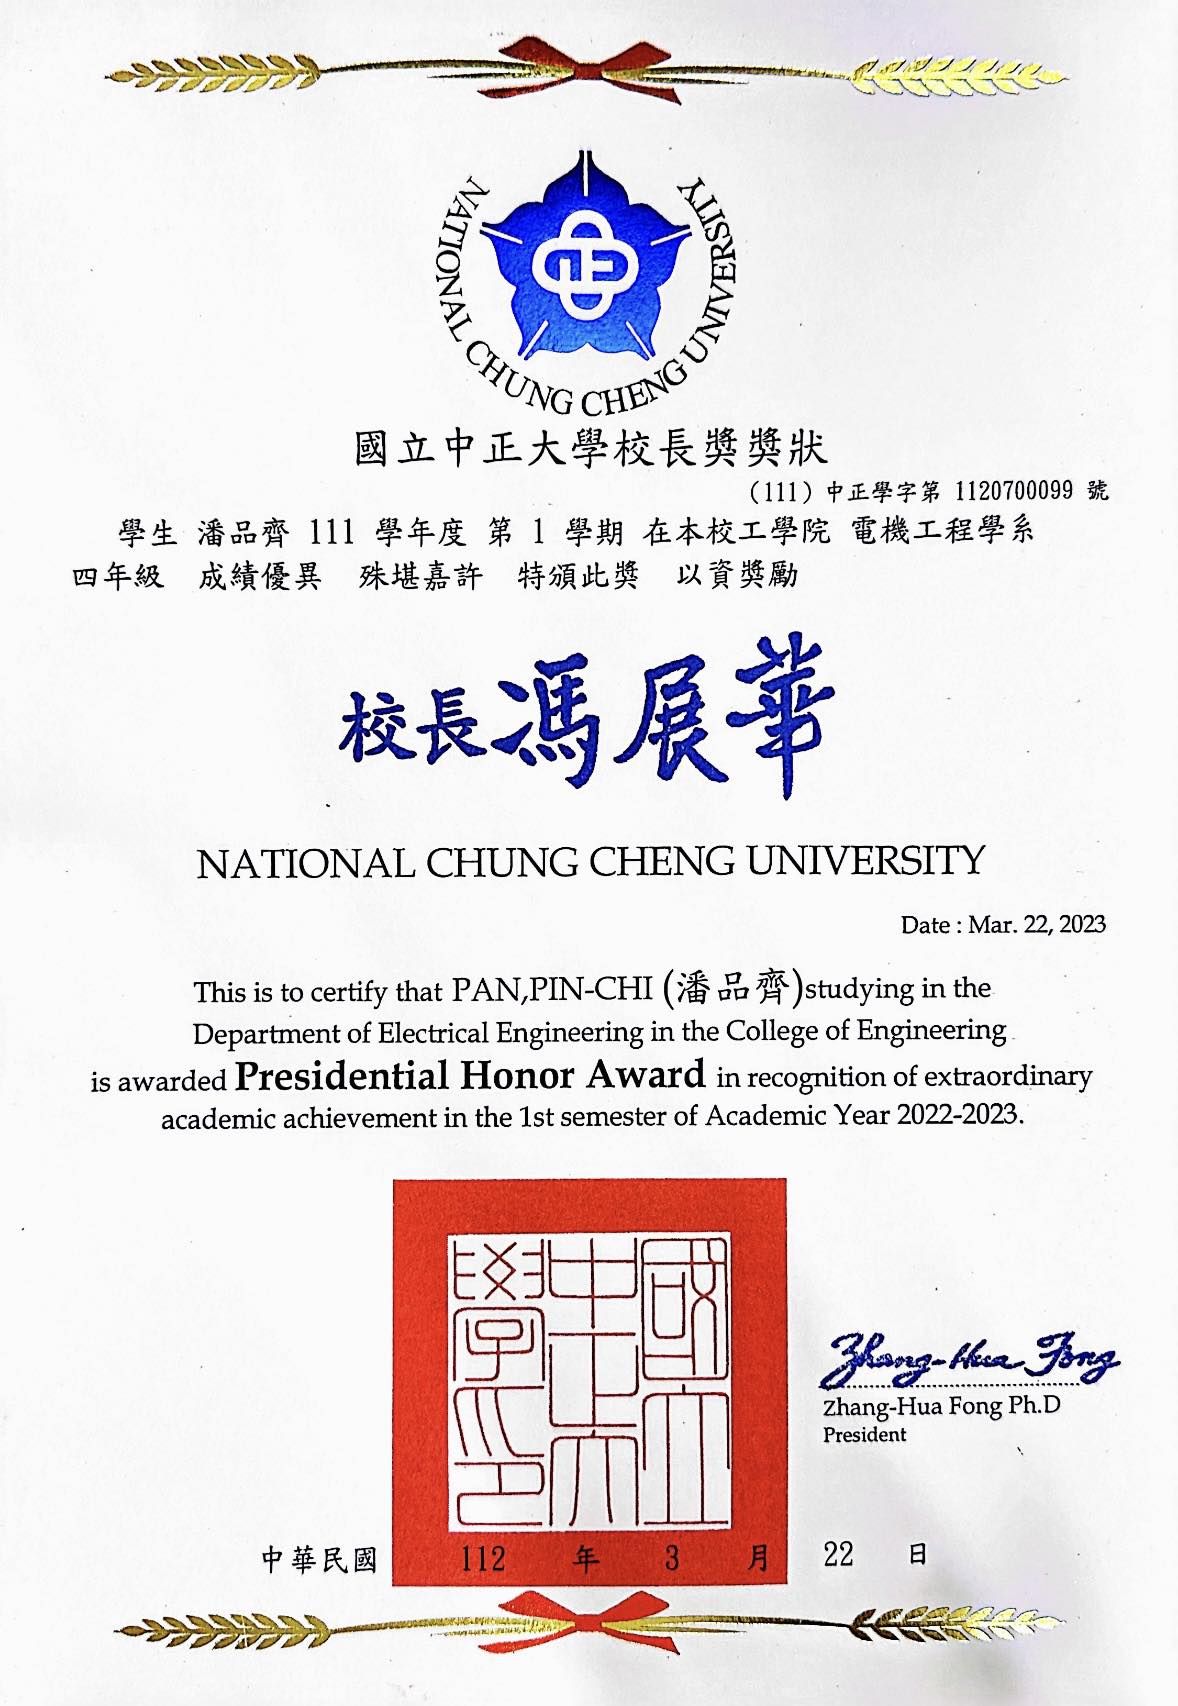 NATIONAL CHUNG CHENG UNIVERSITY
國立中正大學校長獎獎狀
(111) 中正學字第 1120700099 號
學生 潘品齊 111 學年度 第 1 學期 在本校工學院 電機工程學系
四年級 成績優異 殊堪嘉許 特頒此獎 以資獎勵
校長馮展華
NATIONAL CHUNG CHENG UNIVERSITY
Date : Mar. 22, 2023
This is to certify that PAN,PIN-CHI (潘品齊)studying in the
Department of Electrical Engineering in the College of Engineering
is awarded Presidential Honor Award in recognition of extraordinary
academic achievement in the 1st semester of Academic Year 2022-2023.
國立中正大學印
Zhang-Hua Fong
Zhang-Hua Fong Ph.D
President
中華民國 112 年 3 月 22 日